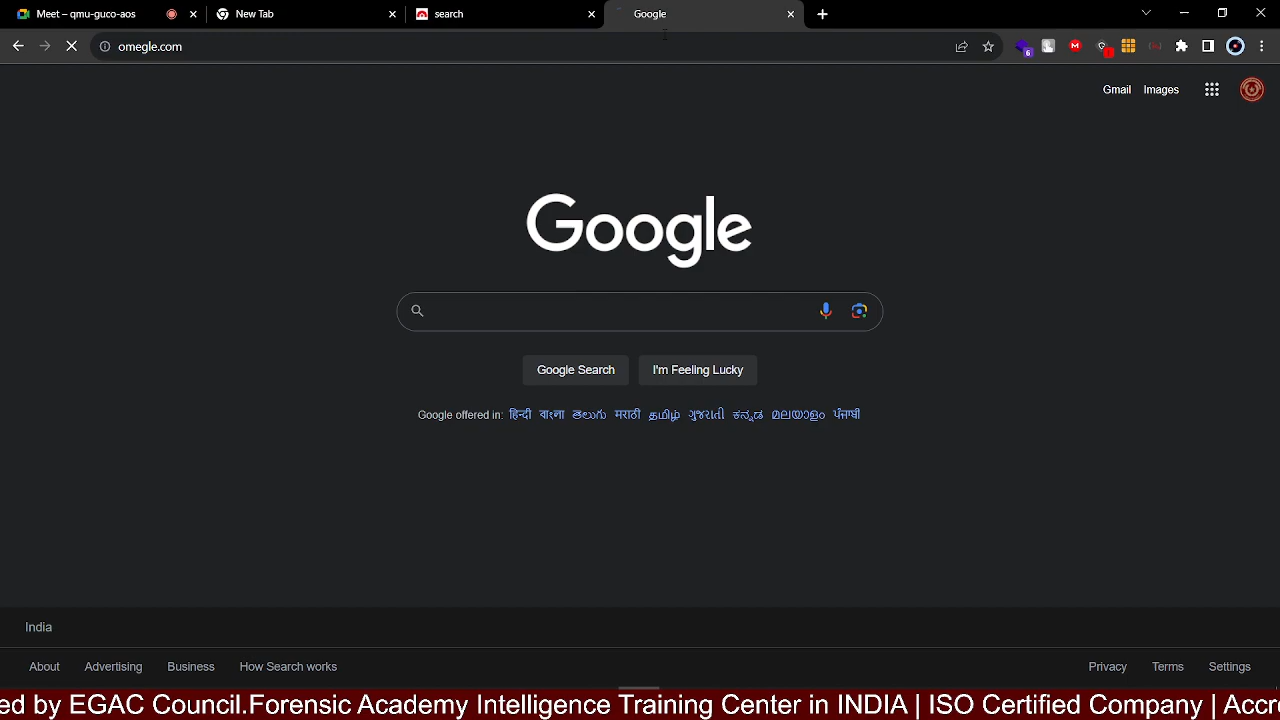 Meet – qmu-guco-aos
New Tab
search
Google
omegle.com
6
Gmail Images
Google
Google Search
I'm Feeling Lucky
Google offered in: हिन्दी বাংলা తెలుగు मराठी தமிழ் ગુજરાતી ಕನ್ನಡ മലയാളം ਪੰਜਾਬੀ
India
About Advertising Business How Search works
Privacy Terms Settings
ed by EGAC Council.Forensic Academy Intelligence Training Center in INDIA | ISO Certified Company | Accr